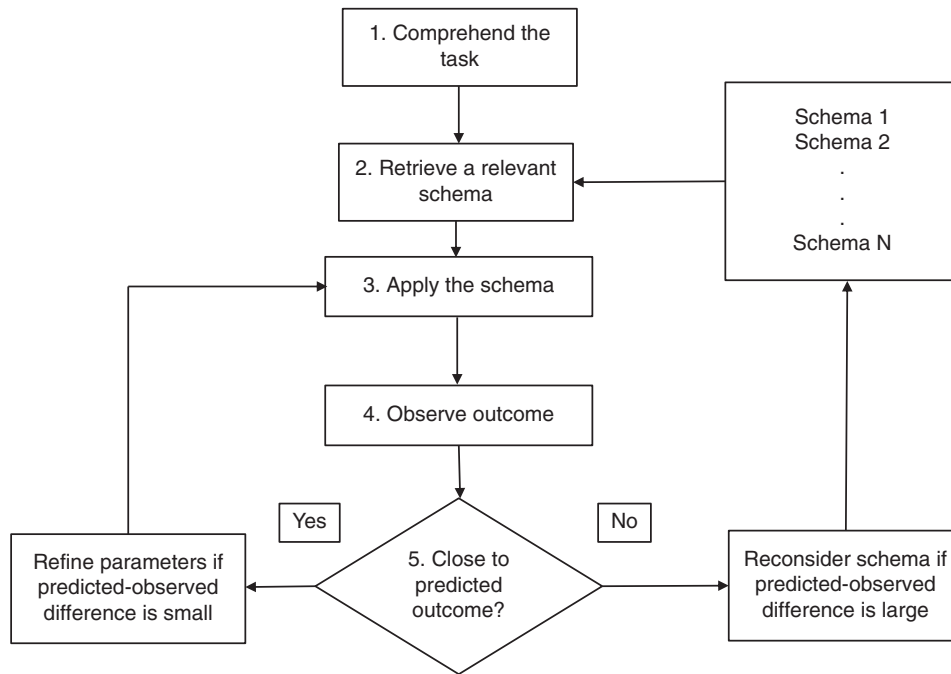 1. Comprehend the
task
2. Retrieve a relevant
schema
Schema 1
Schema 2
.
.
.
Schema N
3. Apply the schema
4. Observe outcome
Yes
No
5. Close to
predicted
outcome?
Refine parameters if
predicted-observed
difference is small
Reconsider schema if
predicted-observed
difference is large